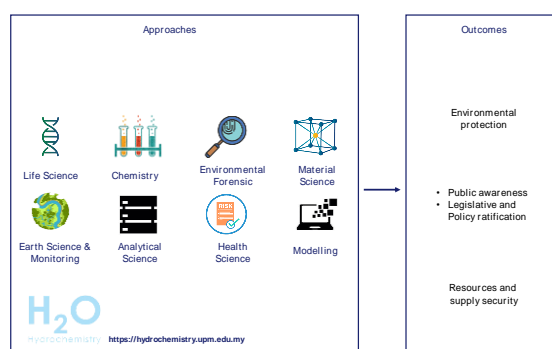 Approaches
Life Science
Chemistry
Environmental
Forensic
Material
Science
Earth Science &
Monitoring
Analytical
Science
RISK
Health
Science
Modelling
H2O
Hydrochemistry
https://hydrochemistry.upm.edu.my
Outcomes
Environmental
protection
• Public awareness
• Legislative and
Policy ratification
Resources and
supply security